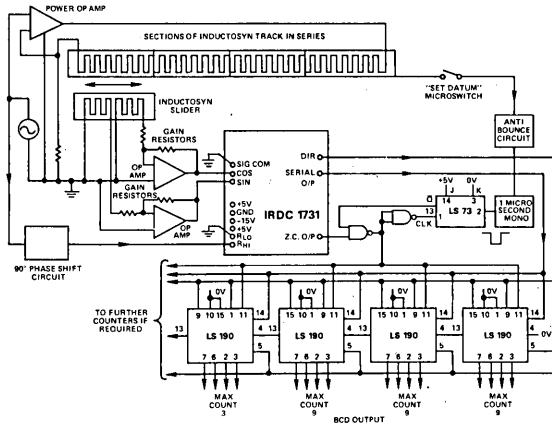 POWER OP AMP
SECTIONS OF INDUCTOSYN TRACK IN SERIES
"SET DATUM"
MICROSWITCH
INDUCTOSYN
SLIDER
GAIN
RESISTORS
OP
AMP
GAIN
RESISTORS
OP AMP
SIG COM
COS
SIN
+5V
GND
-15V
+5V
RLO
RHI
IRDC 1731
DIR
SERIAL
O/P
Z.C. O/P
ANTI
BOUNCE
CIRCUIT
+5V 0V
J K
14 3
Q̅ 13 LS 73 2
1
CLK
1 MICRO
SECOND
MONO
90° PHASE SHIFT
CIRCUIT
TO FURTHER
COUNTERS IF
REQUIRED
0V 0V 0V 0V
9 10 15 1 11 14
15 10 1 9 11 14
15 10 1 9 11 14
15 10 1 9 11 14
13 LS 190 4 13 LS 190 4 13 LS 190 4 13 LS 190 4 0V
5 5 5 5
7 6 2 3 7 6 2 3 7 6 2 3 7 6 2 3
MAX
COUNT
3
MAX
COUNT
9
MAX
COUNT
9
MAX
COUNT
9
BCD OUTPUT